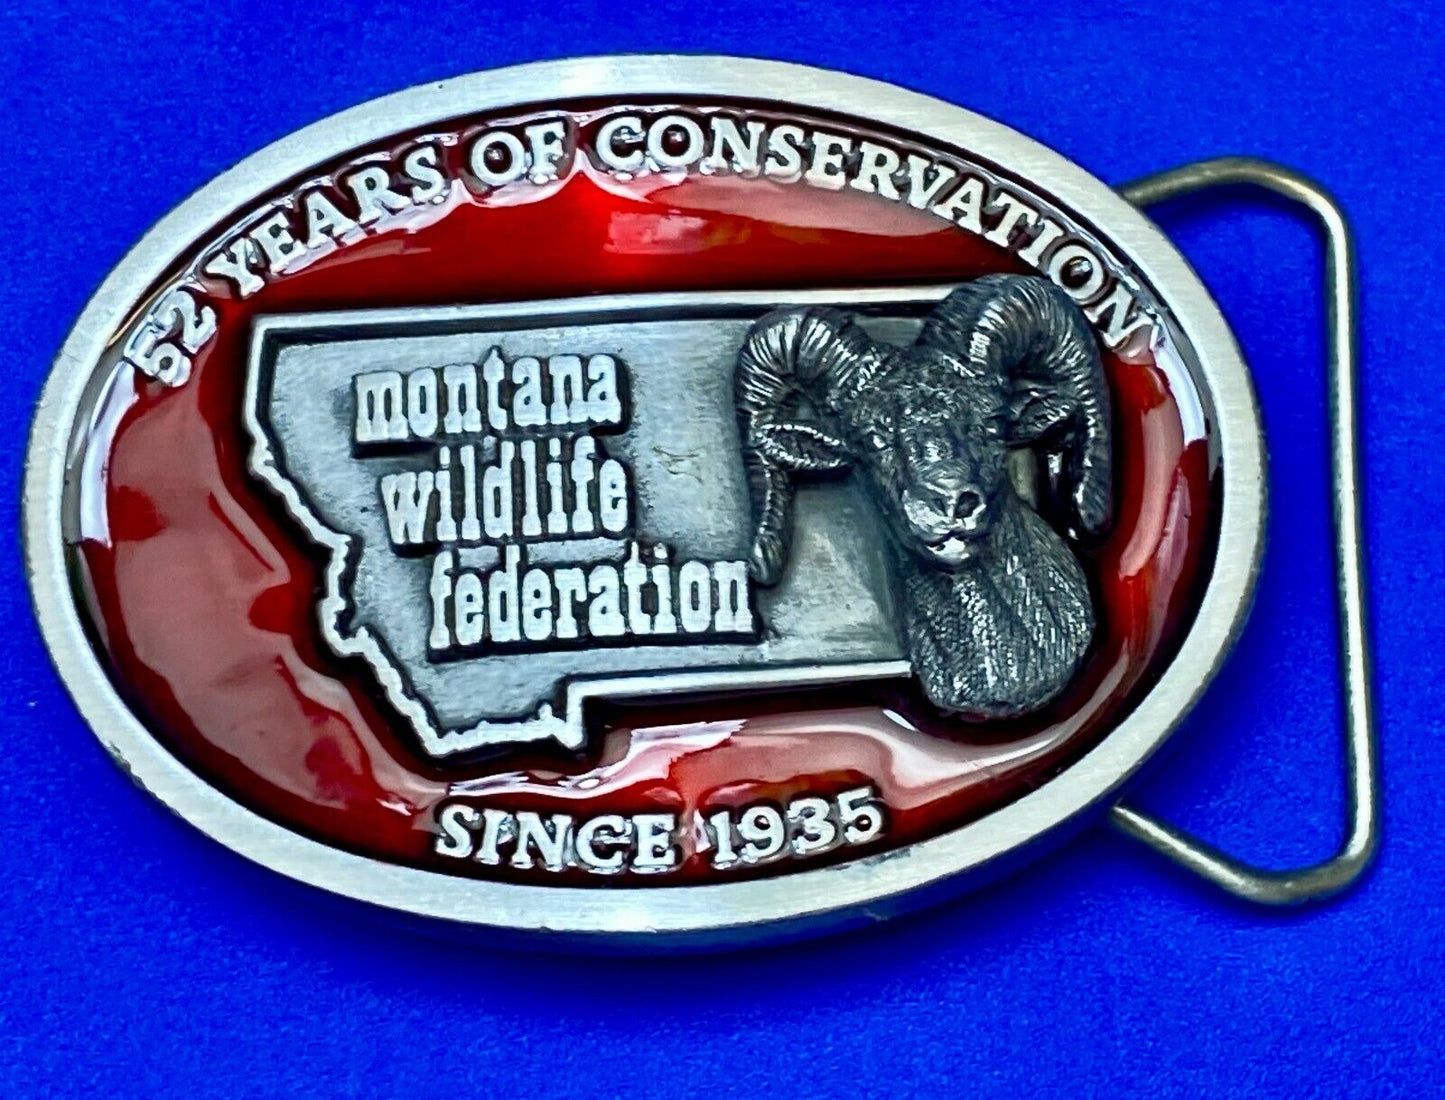 52 YEARS OF CONSERVATION
montana
wildlife
federation
SINCE 1935